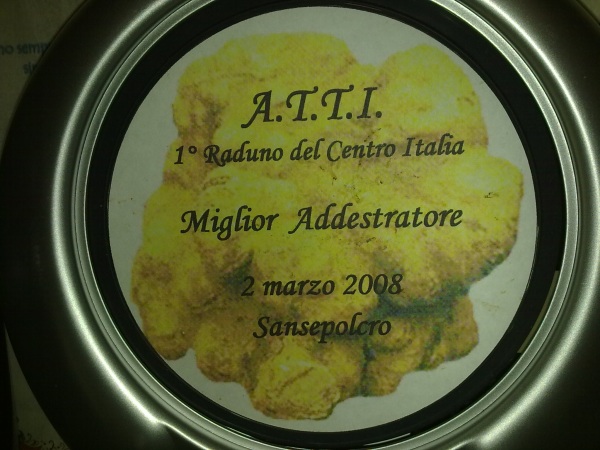 A.T.T.I.
1° Raduno del Centro Italia
Miglior Addestratore
2 marzo 2008
Sansepolcro